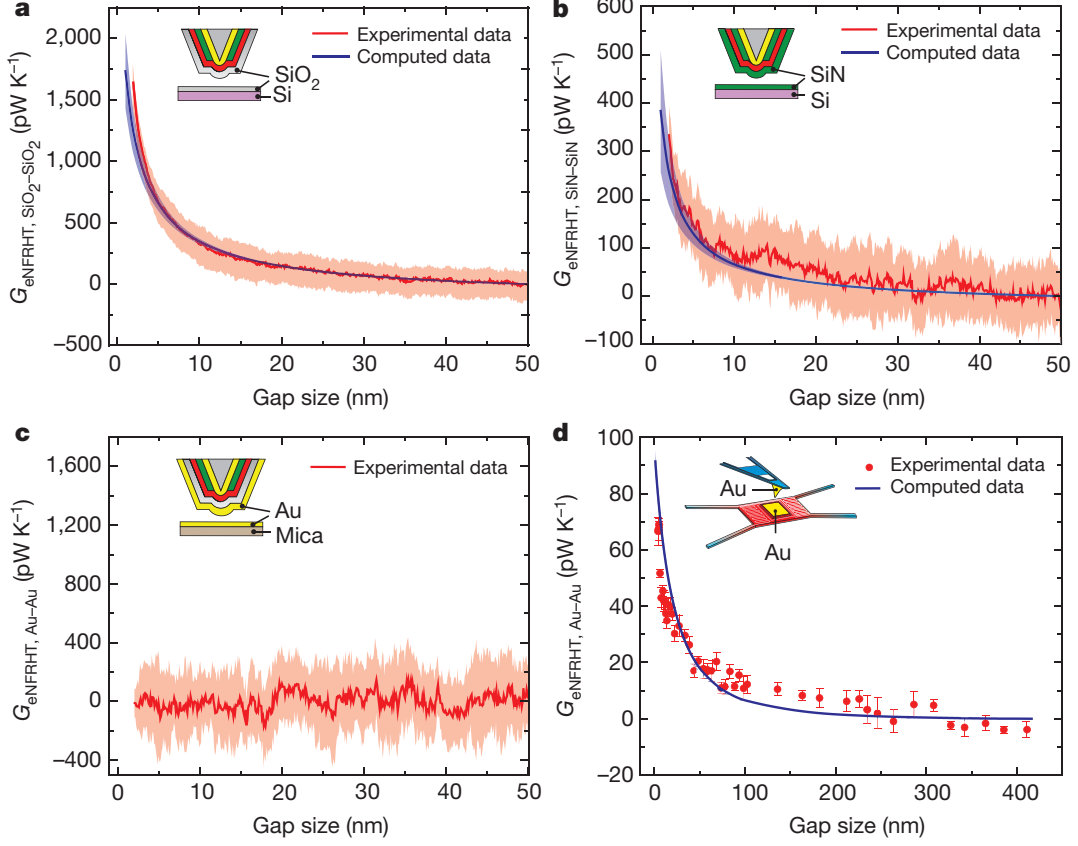 a
G_eNFRHT, SiO₂–SiO₂ (pW K⁻¹)
2,000
1,500
1,000
500
0
−500
Experimental data
Computed data
SiO₂
Si
0 10 20 30 40 50
Gap size (nm)
b
G_eNFRHT, SiN–SiN (pW K⁻¹)
600
500
400
300
200
100
0
−100
Experimental data
Computed data
SiN
Si
0 10 20 30 40 50
Gap size (nm)
c
G_eNFRHT, Au–Au (pW K⁻¹)
1,600
1,200
800
400
0
−400
Experimental data
Au
Mica
0 10 20 30 40 50
Gap size (nm)
d
G_eNFRHT, Au–Au (pW K⁻¹)
100
80
60
40
20
0
−20
Experimental data
Computed data
Au
Au
0 100 200 300 400
Gap size (nm)